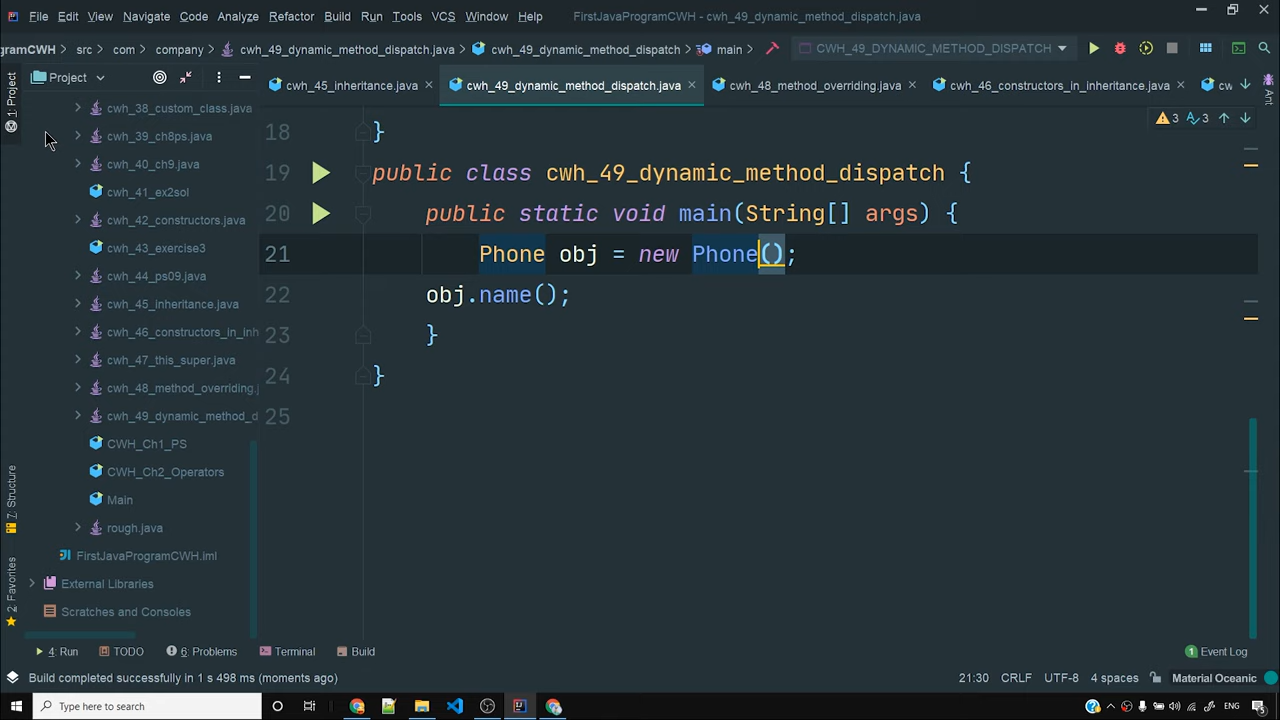 File Edit View Navigate Code Analyze Refactor Build Run Tools VCS Window Help FirstJavaProgramCWH - cwh_49_dynamic_method_dispatch.java
gramCWH src com company cwh_49_dynamic_method_dispatch.java cwh_49_dynamic_method_dispatch main CWH_49_DYNAMIC_METHOD_DISPATCH
Project cwh_45_inheritance.java cwh_49_dynamic_method_dispatch.java cwh_48_method_overriding.java cwh_46_constructors_in_inheritance.java cw
1: Project
Ant
3 3
cwh_38_custom_class.java
cwh_39_ch8ps.java
cwh_40_ch9.java
cwh_41_ex2sol
cwh_42_constructors.java
cwh_43_exercise3
cwh_44_ps09.java
cwh_45_inheritance.java
cwh_46_constructors_in_inh
cwh_47_this_super.java
cwh_48_method_overriding.j
cwh_49_dynamic_method_d
CWH_Ch1_PS
CWH_Ch2_Operators
Main
rough.java
FirstJavaProgramCWH.iml
External Libraries
Scratches and Consoles
7: Structure
2: Favorites
18 }
19 public class cwh_49_dynamic_method_dispatch {
20 public static void main(String[] args) {
21 Phone obj = new Phone();
22 obj.name();
23 }
24 }
25
4: Run TODO 6: Problems Terminal Build 1 Event Log
Build completed successfully in 1 s 498 ms (moments ago) 21:30 CRLF UTF-8 4 spaces Material Oceanic
Type here to search